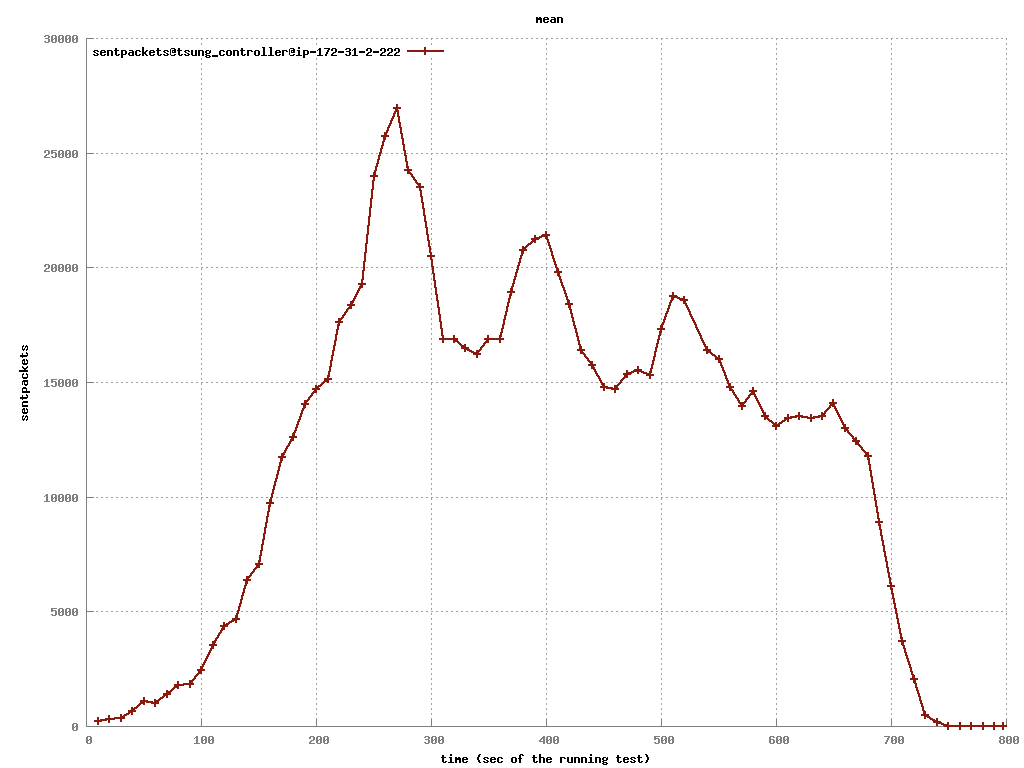 mean
sentpackets@tsung_controller@ip-172-31-2-222
30000
25000
20000
15000
10000
5000
0
sentpackets
0 100 200 300 400 500 600 700 800
time (sec of the running test)